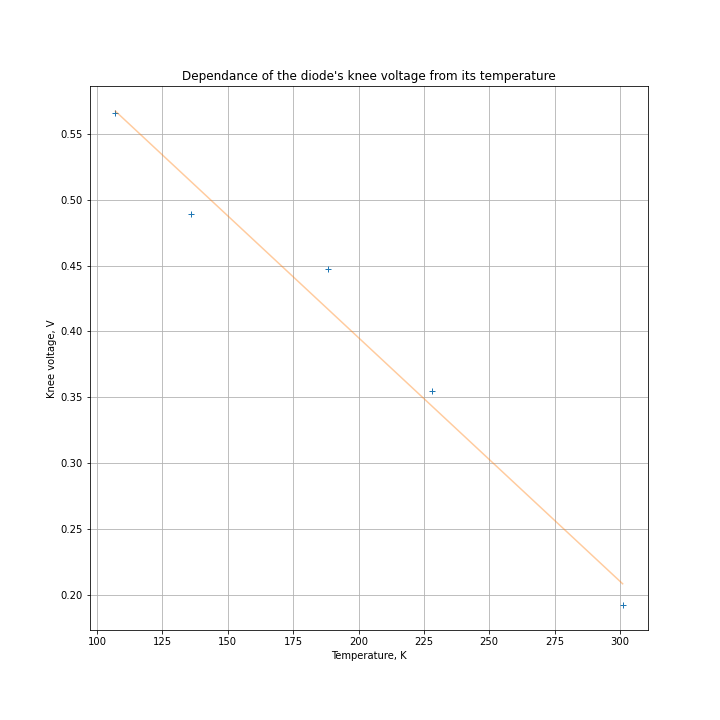 Dependance of the diode's knee voltage from its temperature
0.55
0.50
0.45
0.40
0.35
0.30
0.25
0.20
Knee voltage, V
100 125 150 175 200 225 250 275 300
Temperature, K